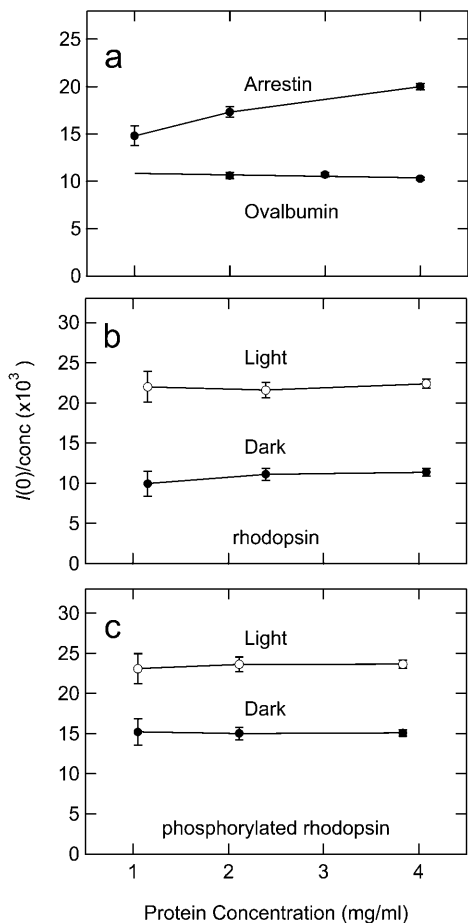 25
a
Arrestin
20
15
10
Ovalbumin
5
0
30
b
Light
25
20
15
Dark
10
5
rhodopsin
0
I(0)/conc (x10³)
30
c
Light
25
20
Dark
15
10
5
phosphorylated rhodopsin
0
1 2 3 4
Protein Concentration (mg/ml)